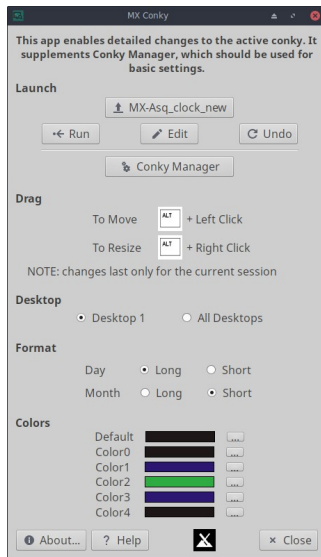 MX Conky
This app enables detailed changes to the active conky. It
supplements Conky Manager, which should be used for
basic settings.
Launch
MX-Asq_clock_new
Run Edit Undo
Conky Manager
Drag
To Move ALT + Left Click
To Resize ALT + Right Click
NOTE: changes last only for the current session
Desktop
Desktop 1 All Desktops
Format
Day Long Short
Month Long Short
Colors
Default ...
Color0 ...
Color1 ...
Color2 ...
Color3 ...
Color4 ...
About... ? Help × Close